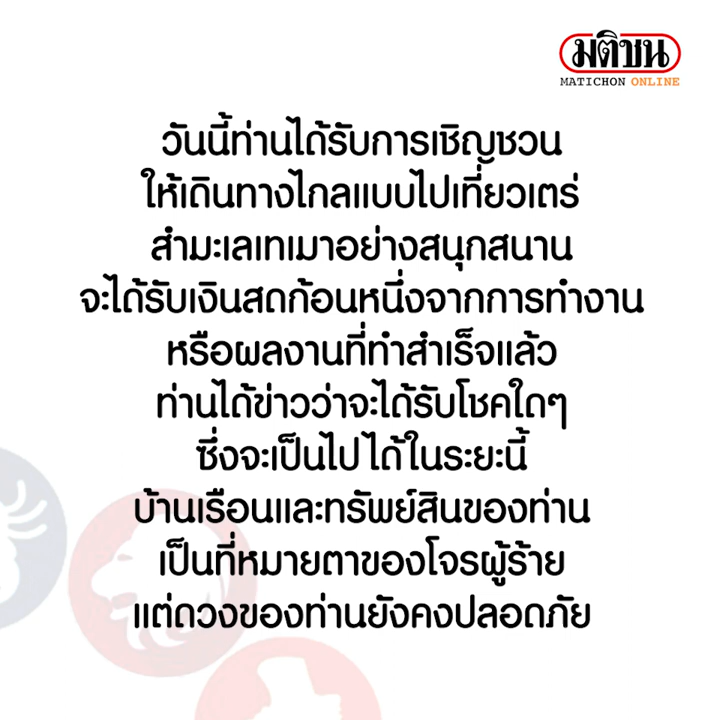 มติชน
MATICHON ONLINE
วันนี้ท่านได้รับการเชิญชวน
ให้เดินทางไกลแบบไปเที่ยวเตร่
สำมะเลเทเมาอย่างสนุกสนาน
จะได้รับเงินสดก้อนหนึ่งจากการทำงาน
หรือผลงานที่ทำสำเร็จแล้ว
ท่านได้ข่าวว่าจะได้รับโชคใดๆ
ซึ่งจะเป็นไปได้ในระยะนี้
บ้านเรือนและทรัพย์สินของท่าน
เป็นที่หมายตาของโจรผู้ร้าย
แต่ดวงของท่านยังคงปลอดภัย